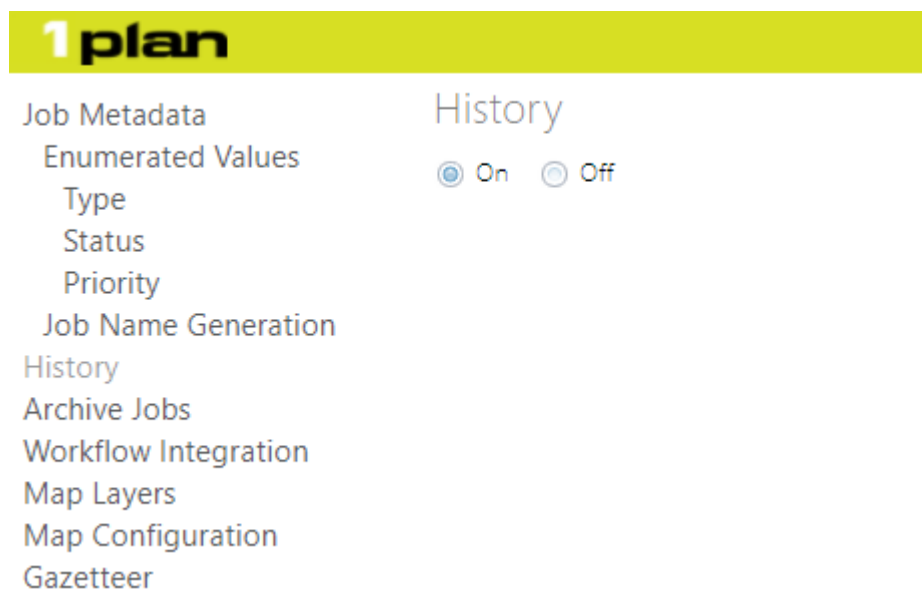 1plan
Job Metadata
Enumerated Values
Type
Status
Priority
Job Name Generation
History
Archive Jobs
Workflow Integration
Map Layers
Map Configuration
Gazetteer
History
On Off